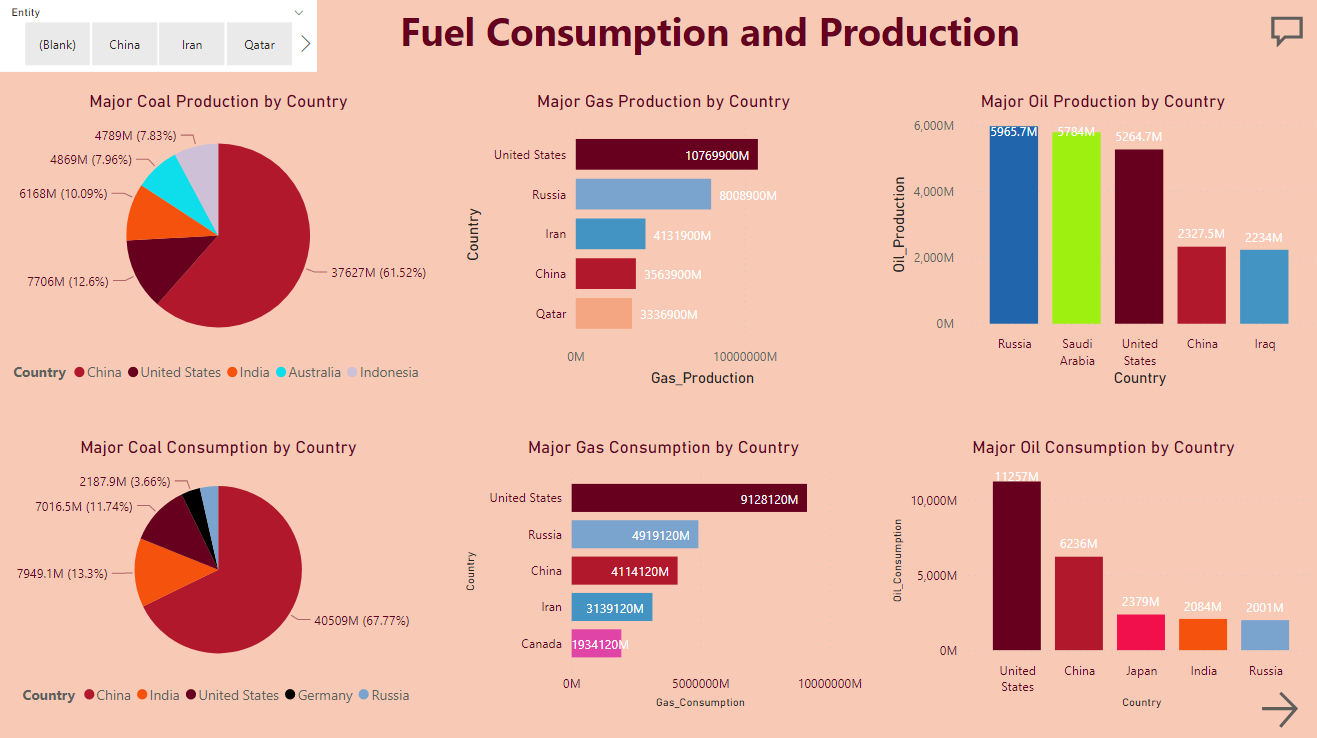 Entity
(Blank) China Iran Qatar
Fuel Consumption and Production
Major Coal Production by Country
4789M (7.83%)
4869M (7.96%)
6168M (10.09%)
7706M (12.6%)
37627M (61.52%)
Country China United States India Australia Indonesia
Major Gas Production by Country
Country
United States 10769900M
Russia 8008900M
Iran 4131900M
China 3563900M
Qatar 3336900M
0M 10000000M
Gas_Production
Major Oil Production by Country
Oil_Production
6,000M
4,000M
2,000M
0M
5965.7M 5784M 5264.7M 2327.5M 2234M
Russia Saudi Arabia United States China Iraq
Country
Major Coal Consumption by Country
2187.9M (3.66%)
7016.5M (11.74%)
7949.1M (13.3%)
40509M (67.77%)
Country China India United States Germany Russia
Major Gas Consumption by Country
Country
United States 9128120M
Russia 4919120M
China 4114120M
Iran 3139120M
Canada 1934120M
0M 5000000M 10000000M
Gas_Consumption
Major Oil Consumption by Country
Oil_Consumption
10,000M
5,000M
0M
11257M 6236M 2379M 2084M 2001M
United States China Japan India Russia
Country